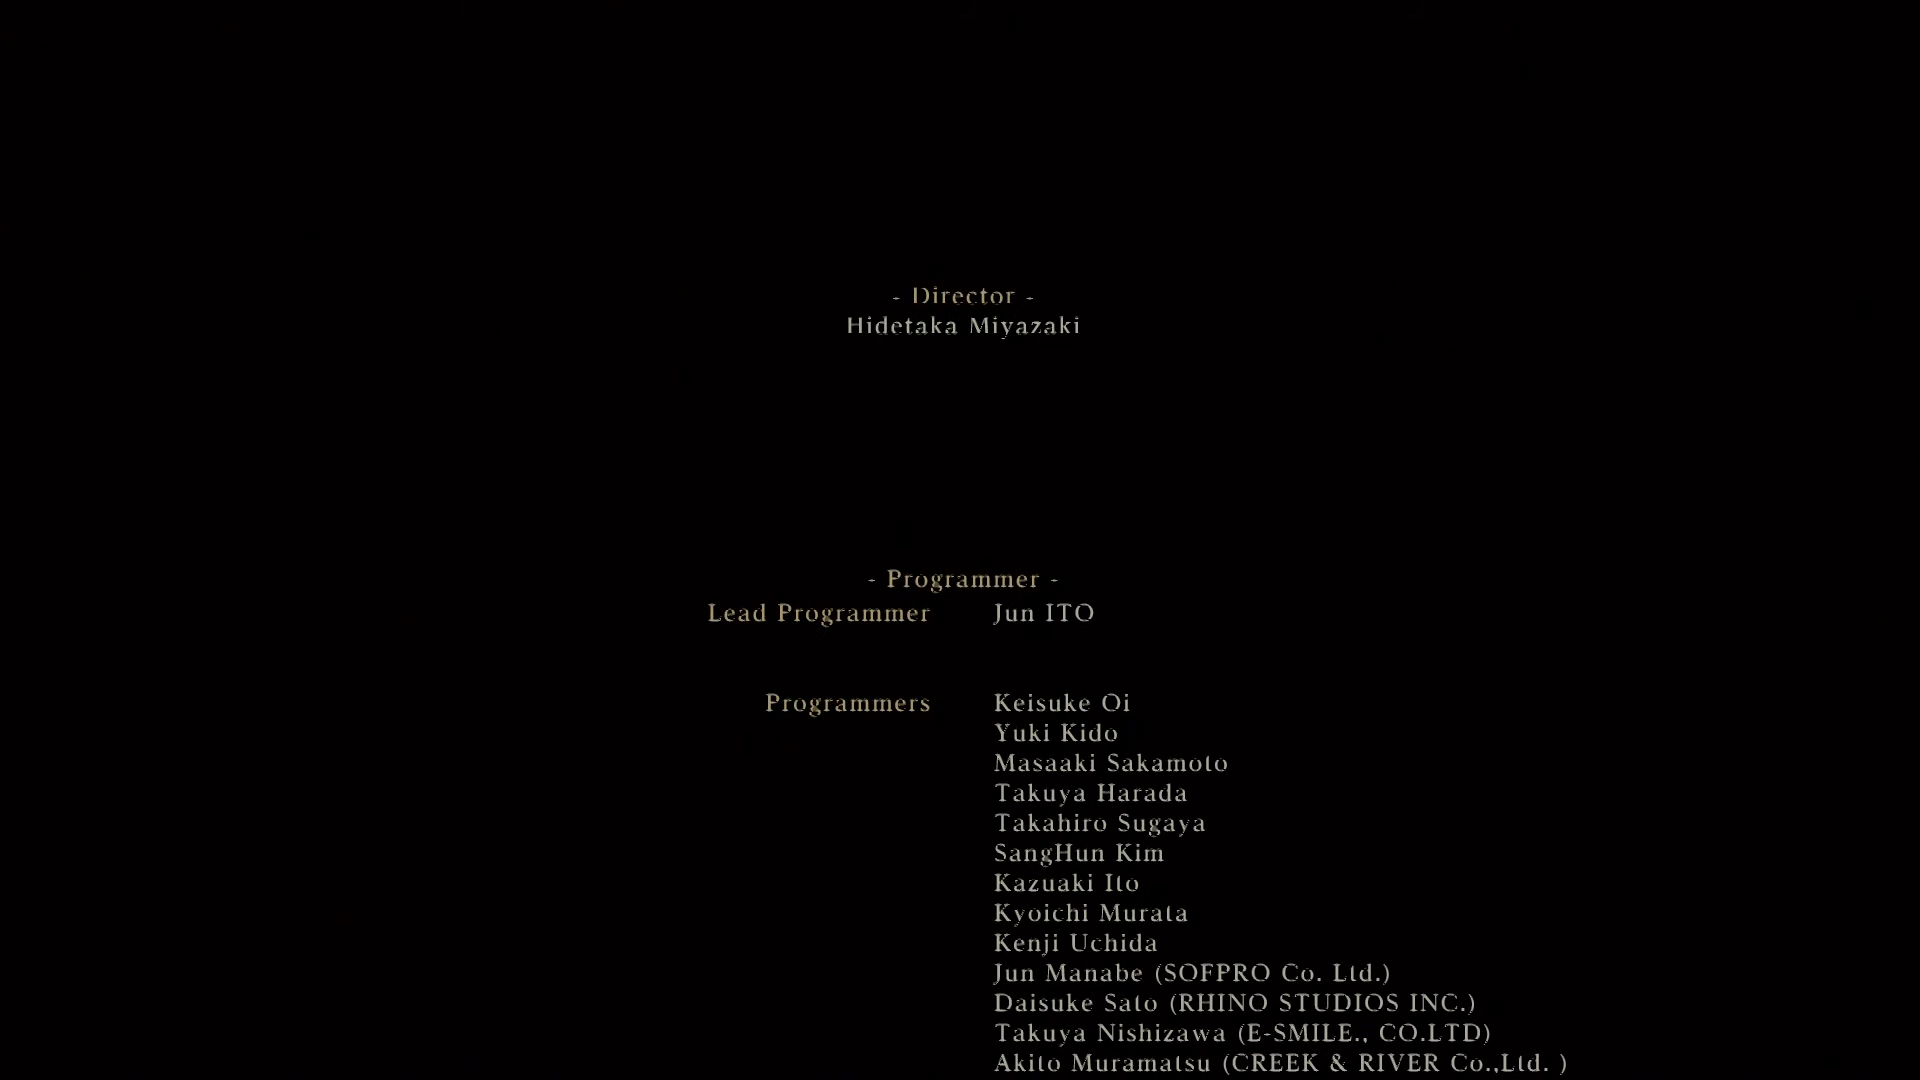 - Director -
Hidetaka Miyazaki
- Programmer -
Lead Programmer Jun ITO
Programmers Keisuke Oi
Yuki Kido
Masaaki Sakamoto
Takuya Harada
Takahiro Sugaya
SangHun Kim
Kazuaki Ito
Kyoichi Murata
Kenji Uchida
Jun Manabe (SOFPRO Co. Ltd.)
Daisuke Sato (RHINO STUDIOS INC.)
Takuya Nishizawa (E-SMILE., CO.LTD)
Akito Muramatsu (CREEK & RIVER Co.,Ltd. )